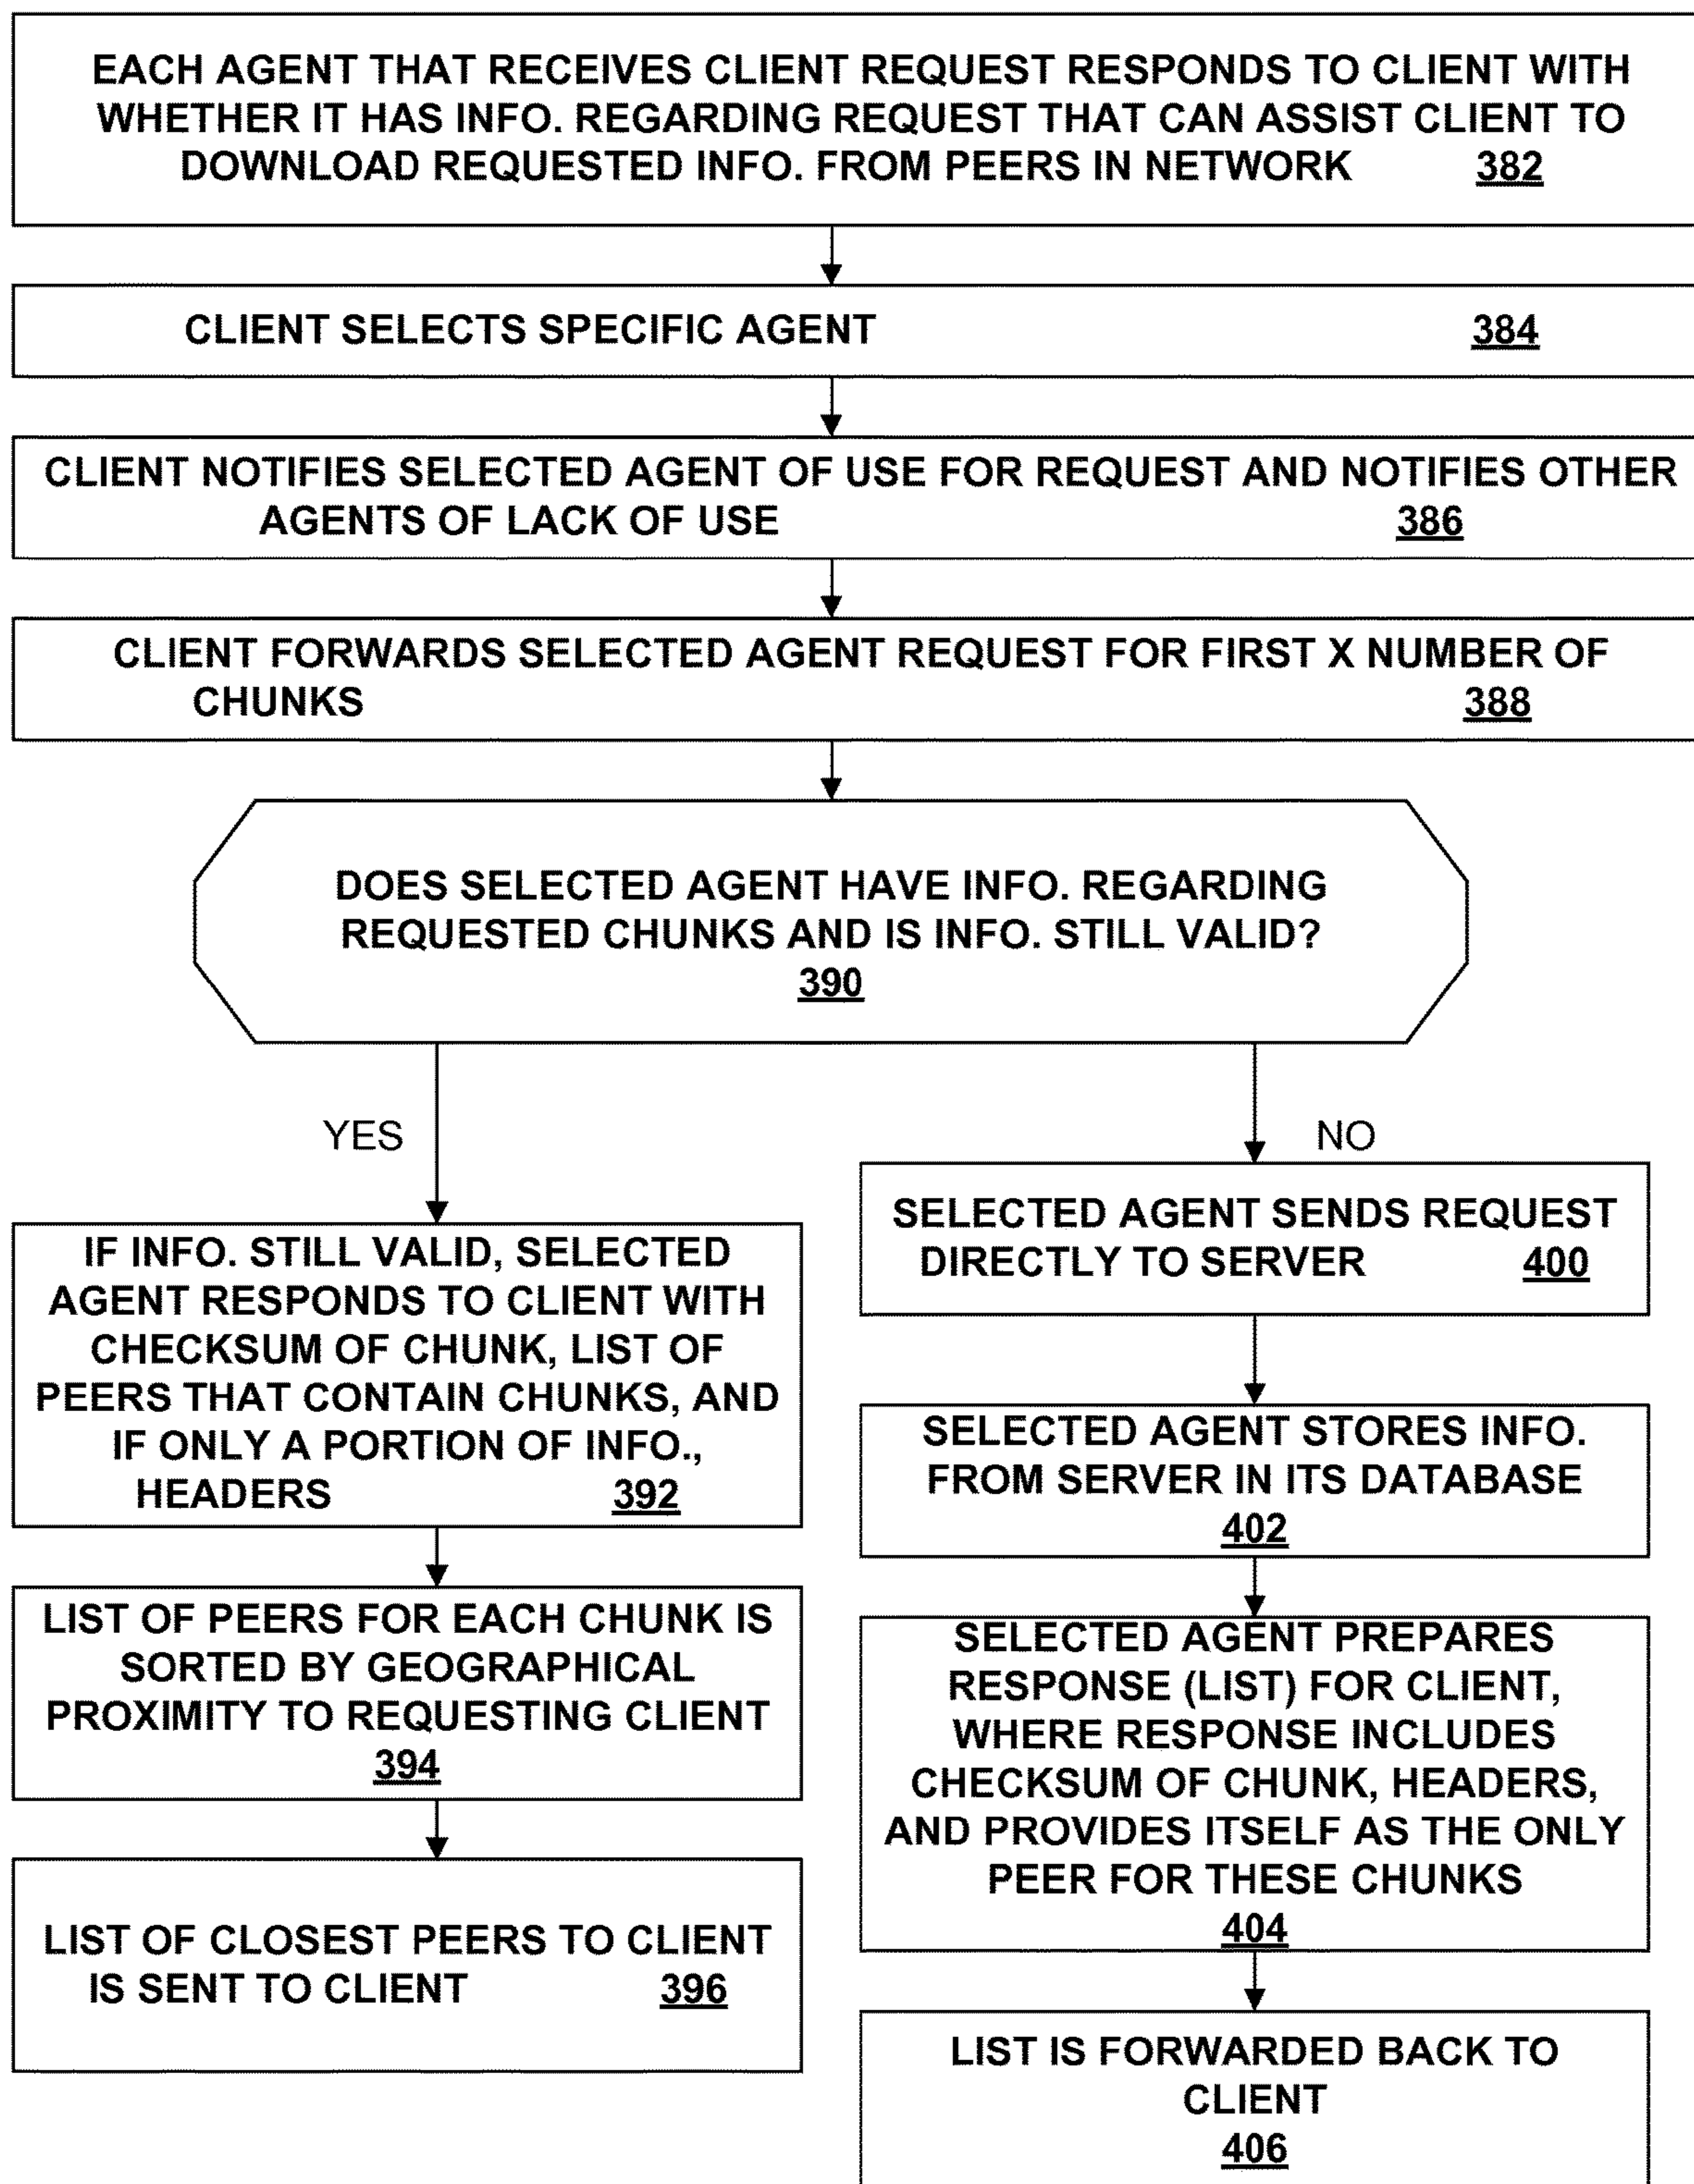 EACH AGENT THAT RECEIVES CLIENT REQUEST RESPONDS TO CLIENT WITH
WHETHER IT HAS INFO. REGARDING REQUEST THAT CAN ASSIST CLIENT TO
DOWNLOAD REQUESTED INFO. FROM PEERS IN NETWORK 382
CLIENT SELECTS SPECIFIC AGENT 384
CLIENT NOTIFIES SELECTED AGENT OF USE FOR REQUEST AND NOTIFIES OTHER
AGENTS OF LACK OF USE 386
CLIENT FORWARDS SELECTED AGENT REQUEST FOR FIRST X NUMBER OF
CHUNKS 388
DOES SELECTED AGENT HAVE INFO. REGARDING
REQUESTED CHUNKS AND IS INFO. STILL VALID?
390
YES
IF INFO. STILL VALID, SELECTED
AGENT RESPONDS TO CLIENT WITH
CHECKSUM OF CHUNK, LIST OF
PEERS THAT CONTAIN CHUNKS, AND
IF ONLY A PORTION OF INFO.,
HEADERS 392
LIST OF PEERS FOR EACH CHUNK IS
SORTED BY GEOGRAPHICAL
PROXIMITY TO REQUESTING CLIENT
394
LIST OF CLOSEST PEERS TO CLIENT
IS SENT TO CLIENT 396
NO
SELECTED AGENT SENDS REQUEST
DIRECTLY TO SERVER 400
SELECTED AGENT STORES INFO.
FROM SERVER IN ITS DATABASE
402
SELECTED AGENT PREPARES
RESPONSE (LIST) FOR CLIENT,
WHERE RESPONSE INCLUDES
CHECKSUM OF CHUNK, HEADERS,
AND PROVIDES ITSELF AS THE ONLY
PEER FOR THESE CHUNKS
404
LIST IS FORWARDED BACK TO
CLIENT
406